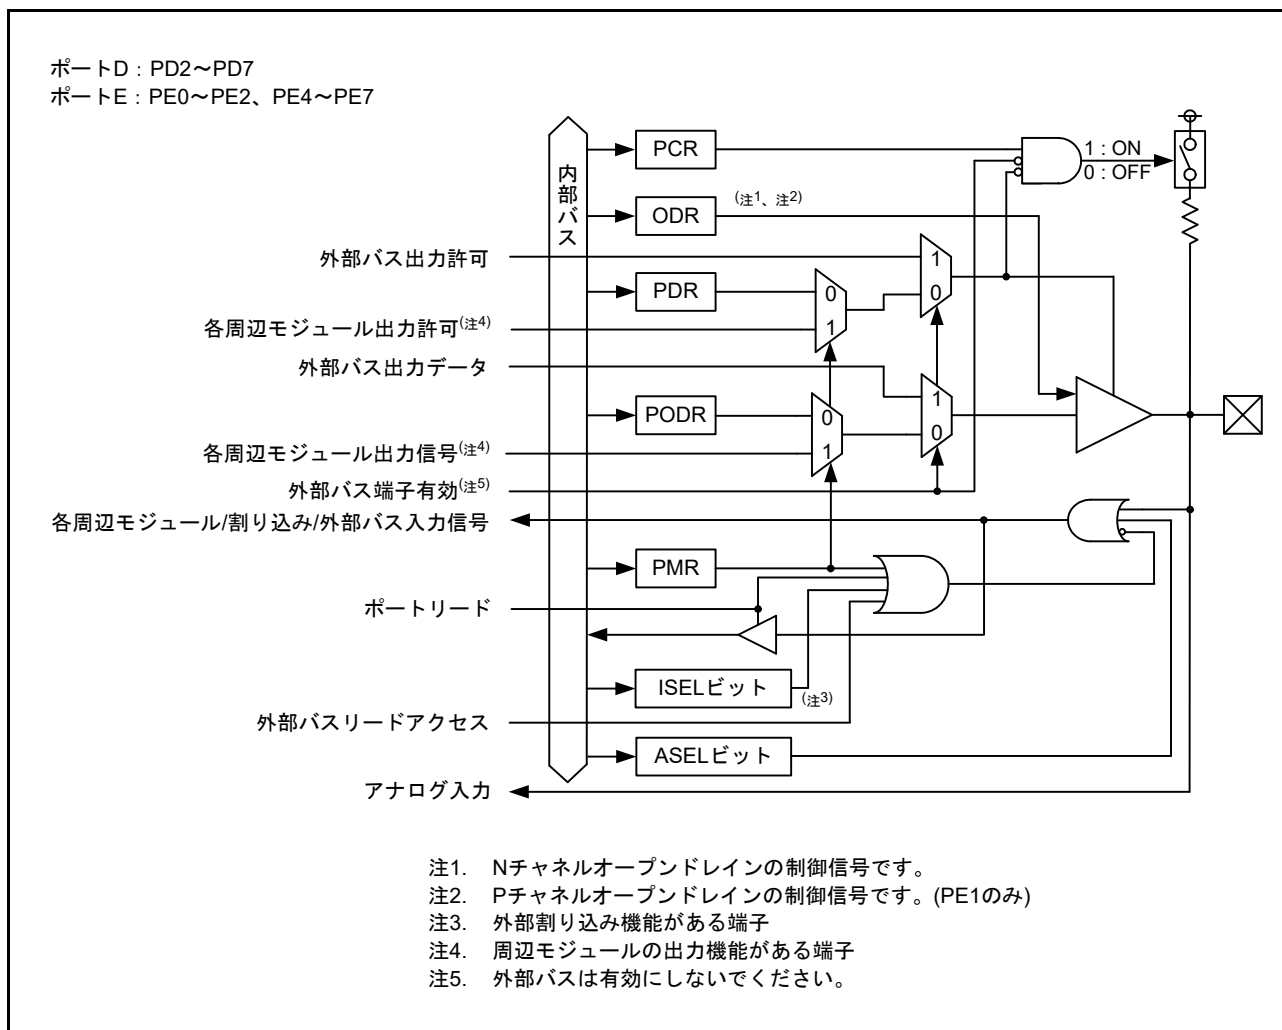 ポートD：PD2～PD7
ポートE：PE0～PE2、PE4～PE7
内部バス
PCR
1 : ON
0 : OFF
ODR
(注1、注2)
外部バス出力許可
1
0
PDR
0
1
各周辺モジュール出力許可(注4)
外部バス出力データ
1
0
PODR
0
1
各周辺モジュール出力信号(注4)
外部バス端子有効(注5)
各周辺モジュール/割り込み/外部バス入力信号
PMR
ポートリード
ISELビット
(注3)
外部バスリードアクセス
ASELビット
アナログ入力
注1. Nチャネルオープンドレインの制御信号です。
注2. Pチャネルオープンドレインの制御信号です。(PE1のみ)
注3. 外部割り込み機能がある端子
注4. 周辺モジュールの出力機能がある端子
注5. 外部バスは有効にしないでください。